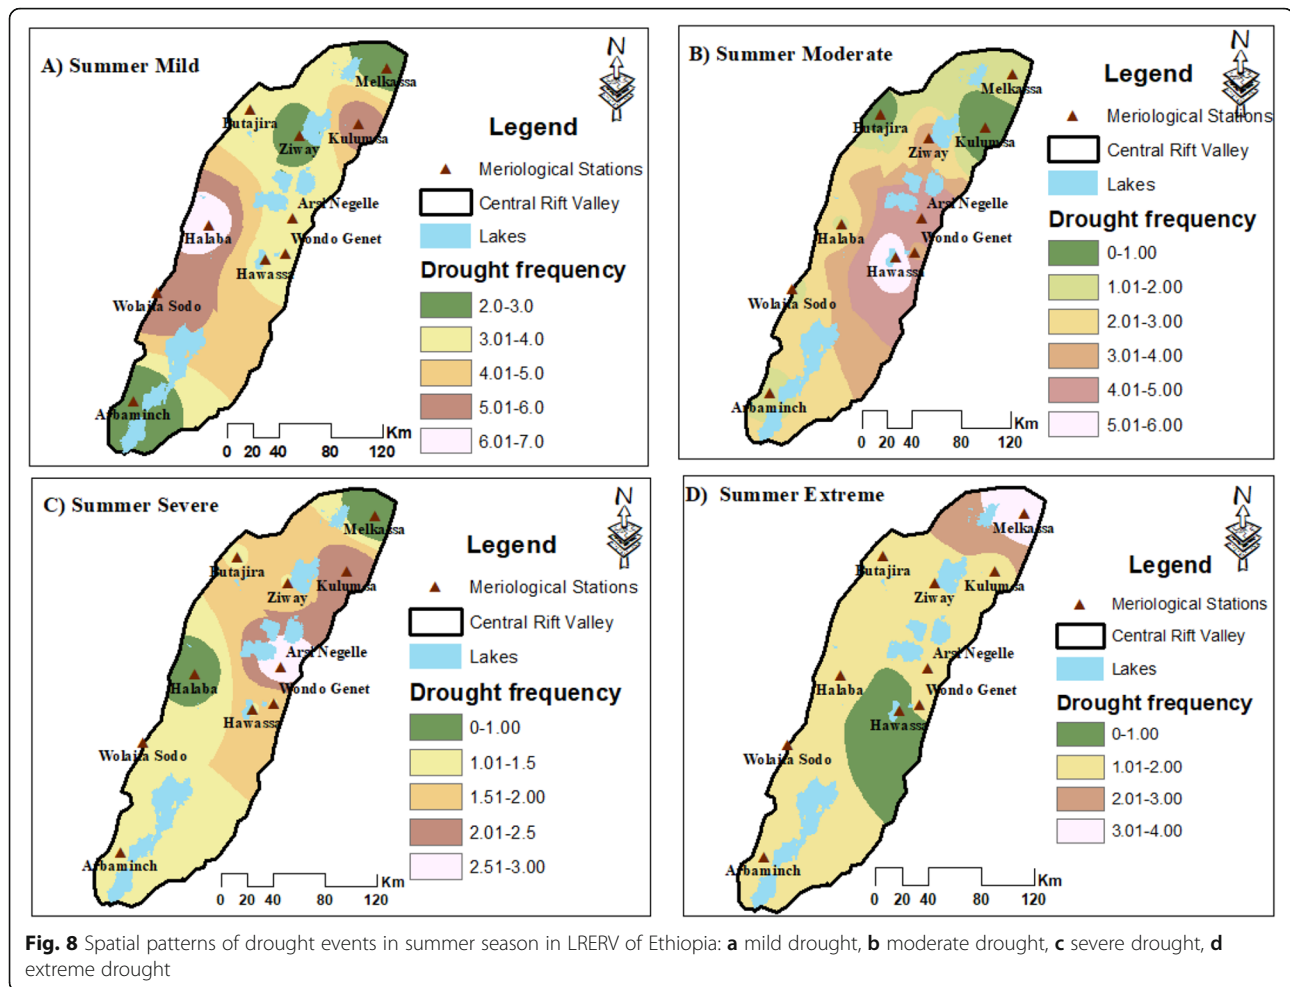 A) Summer Mild
N
Melkassa
Butajira
Kulumsa
Ziway
Arsi Negelle
Halaba
Wondo Genet
Hawassa
Wolaita Sodo
Arbaminch
Legend
Meriological Stations
Central Rift Valley
Lakes
Drought frequency
2.0-3.0
3.01-4.0
4.01-5.0
5.01-6.0
6.01-7.0
Km
0 20 40 80 120
B) Summer Moderate
N
Melkassa
Butajira
Kulumsa
Ziway
Arsi Negelle
Halaba
Wondo Genet
Hawassa
Wolaita Sodo
Arbaminch
Legend
Meriological Stations
Central Rift Valley
Lakes
Drought frequency
0-1.00
1.01-2.00
2.01-3.00
3.01-4.00
4.01-5.00
5.01-6.00
Km
0 20 40 80 120
C) Summer Severe
N
Melkassa
Butajira
Kulumsa
Ziway
Arsi Negelle
Halaba
Wondo Genet
Hawassa
Wolaita Sodo
Arbaminch
Legend
Meriological Stations
Central Rift Valley
Lakes
Drought frequency
0-1.00
1.01-1.5
1.51-2.00
2.01-2.5
2.51-3.00
Km
0 20 40 80 120
D) Summer Extreme
N
Melkassa
Butajira
Kulumsa
Ziway
Arsi Negelle
Halaba
Wondo Genet
Hawassa
Wolaita Sodo
Arbaminch
Legend
Meriological Stations
Central Rift Valley
Lakes
Drought frequency
0-1.00
1.01-2.00
2.01-3.00
3.01-4.00
Km
0 20 40 80 120
Fig. 8 Spatial patterns of drought events in summer season in LRERV of Ethiopia: a mild drought, b moderate drought, c severe drought, d
extreme drought